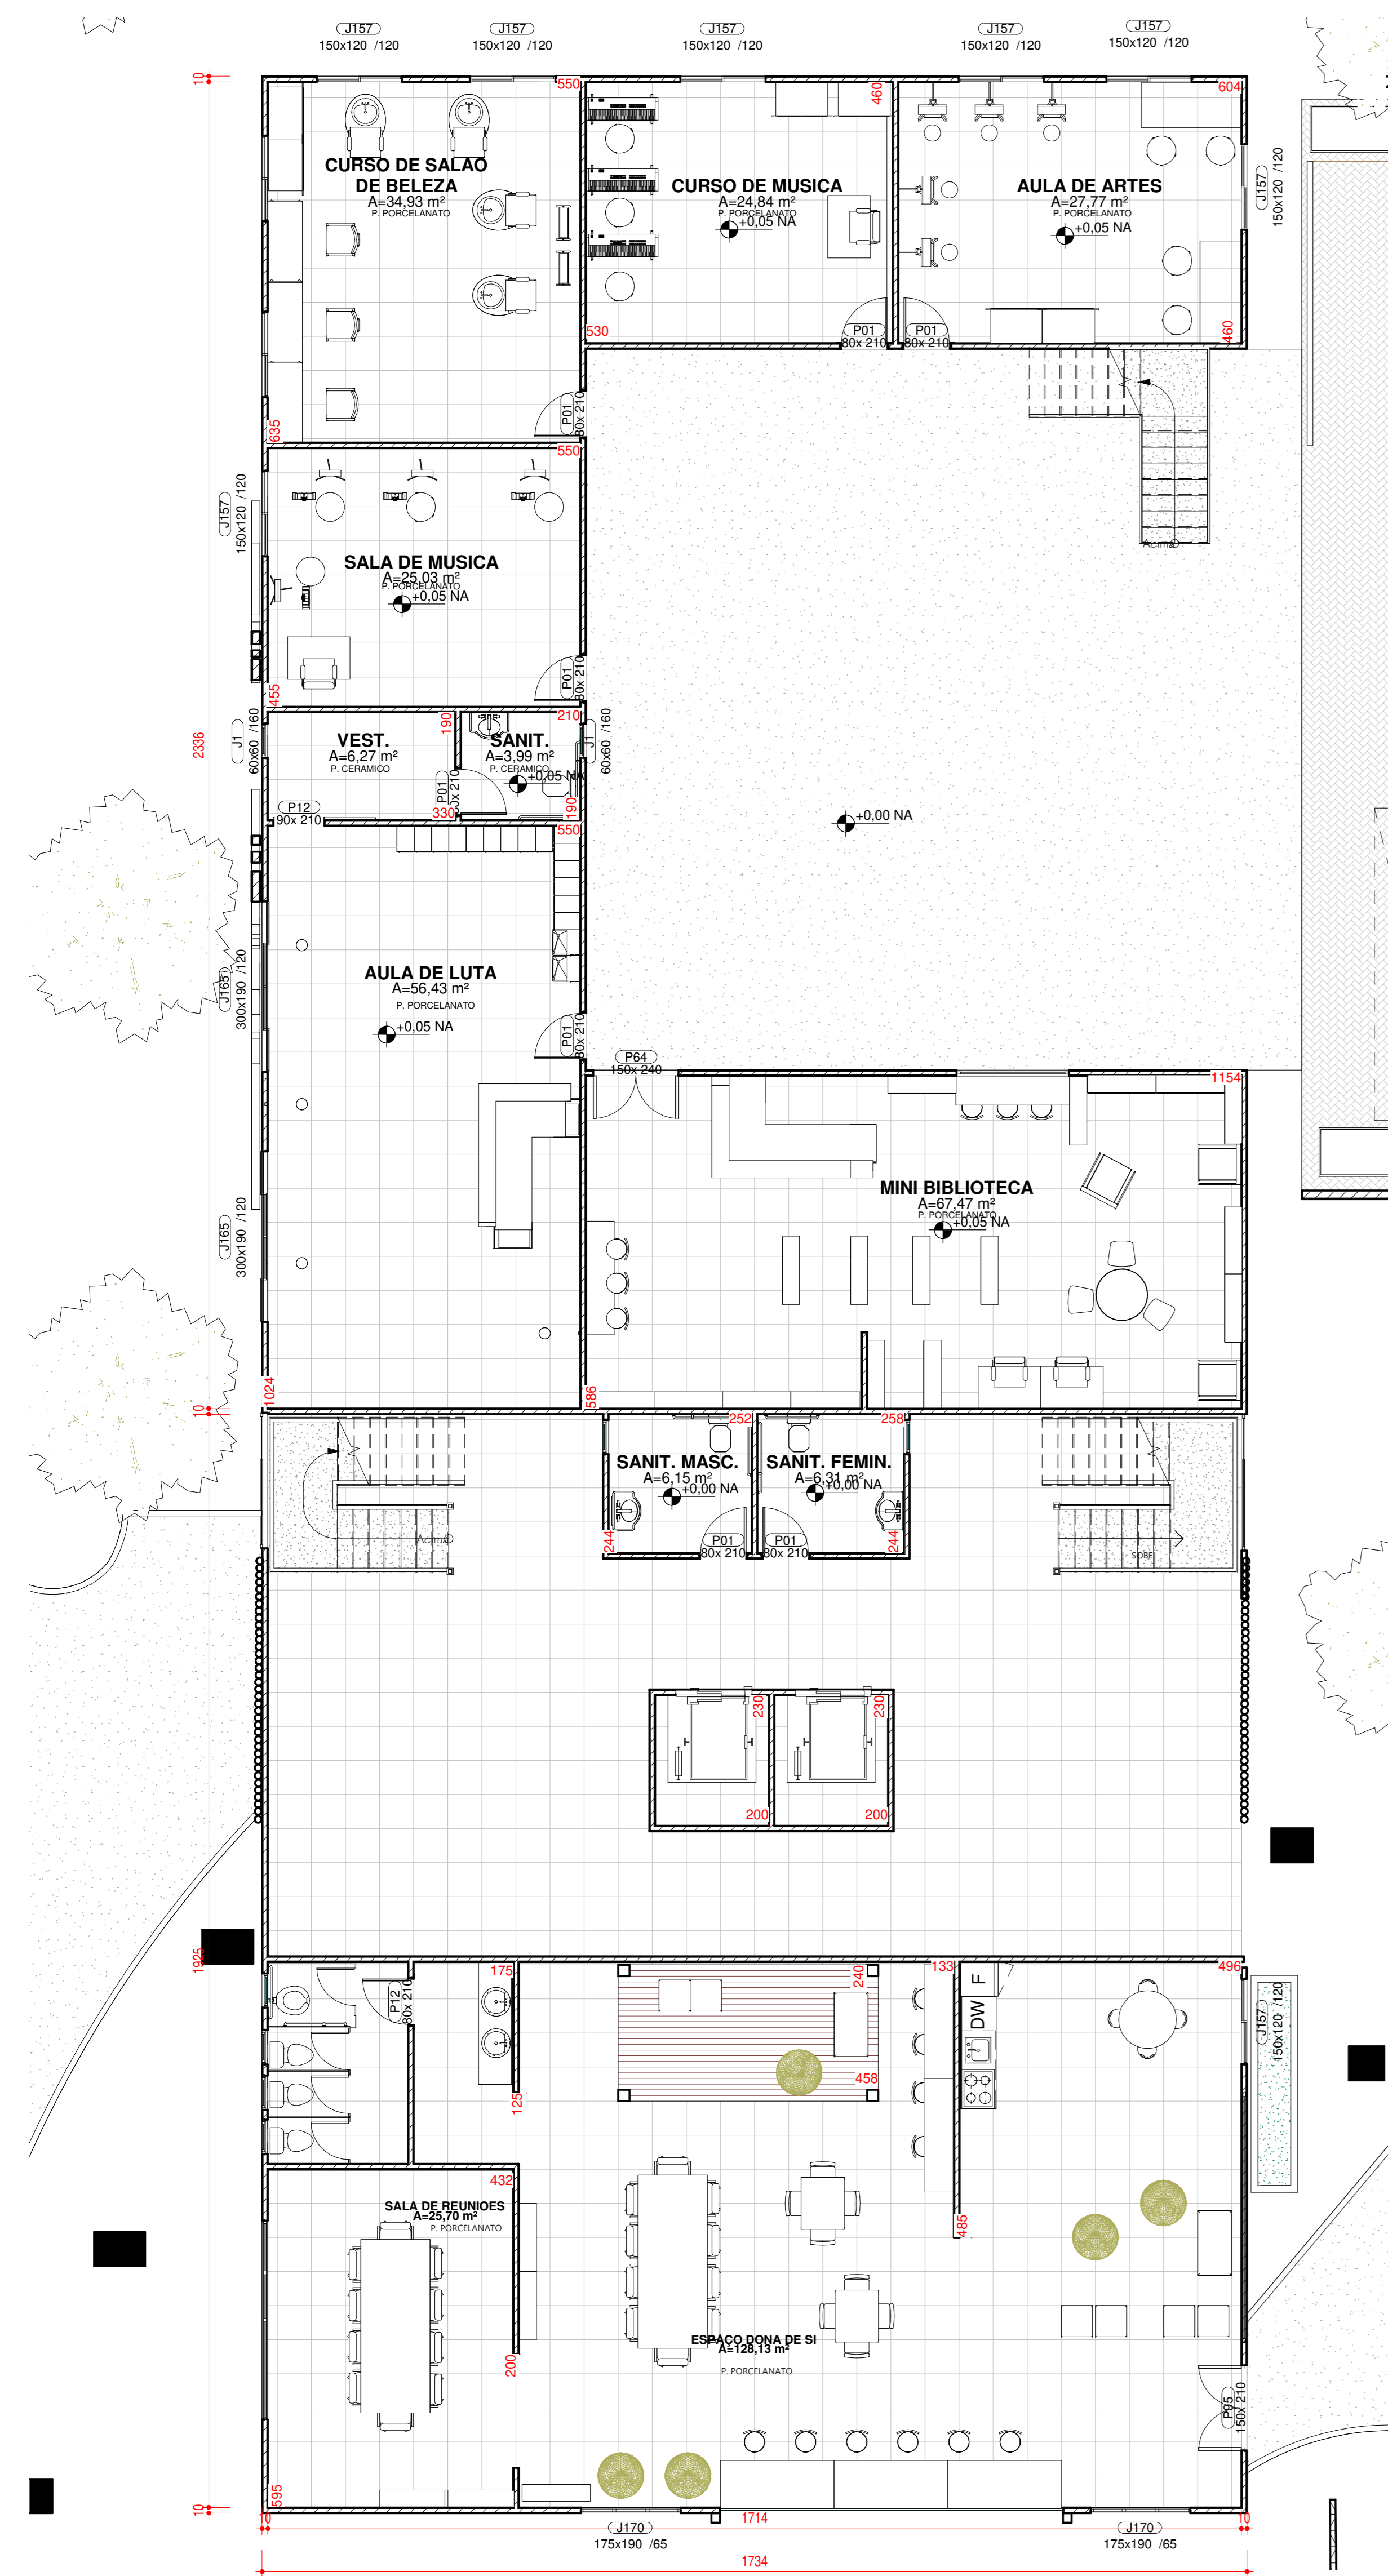 J157
150x120 /120
J157
150x120 /120
J157
150x120 /120
J157
150x120 /120
J157
150x120 /120
10
550
460
604
CURSO DE SALAO
DE BELEZA
A=34,93 m²
P. PORCELANATO
CURSO DE MUSICA
A=24,84 m²
P. PORCELANATO
+0,05 NA
AULA DE ARTES
A=27,77 m²
P. PORCELANATO
+0,05 NA
J157
150x120 /120
530
P01
80x 210
P01
80x 210
460
P01
80x 210
635
550
J157
150x120 /120
SALA DE MUSICA
A=25,03 m²
P. PORCELANATO
+0,05 NA
P01
80x 210
455
2336
J1
60x60 /160
190
210
VEST.
A=6,27 m²
P. CERAMICO
SANIT.
A=3,99 m²
P. CERAMICO
+0,05 NA
J1
60x60 /160
P01
x 210
P12
90x 210
330
190
550
+0,00 NA
AULA DE LUTA
A=56,43 m²
P. PORCELANATO
+0,05 NA
J165
300x190 /120
P01
80x 210
P64
150x 240
1154
MINI BIBLIOTECA
A=67,47 m²
P. PORCELANATO
+0,05 NA
J165
300x190 /120
1024
586
10
252
258
SANIT. MASC.
A=6,15 m²
+0,00 NA
SANIT. FEMIN.
A=6,31 m²
+0,00 NA
244
P01
80x 210
P01
80x 210
244
Acima
Acima
SOBE
230
230
200
200
1925
175
240
133
496
P12
80x 210
F
DW
J157
150x120 /120
458
125
432
SALA DE REUNIOES
A=25,70 m²
P. PORCELANATO
485
200
ESPACO DONA DE SI
A=128,13 m²
P. PORCELANATO
P95
150x 210
595
10
10
1714
10
J170
175x190 /65
J170
175x190 /65
1734